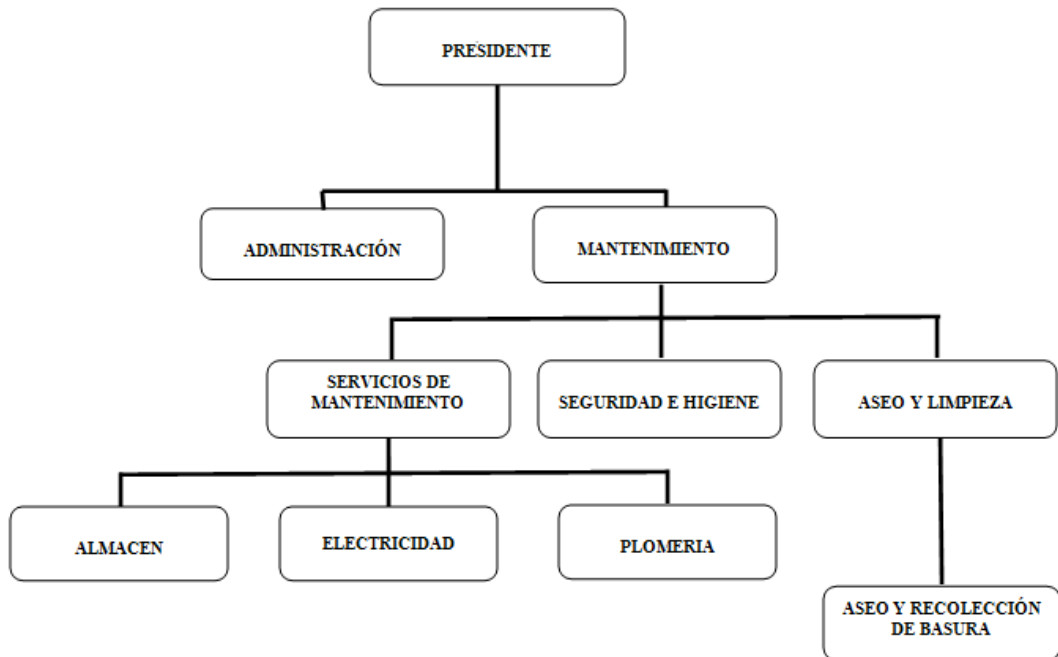 PRESIDENTE
ADMINISTRACIÓN
MANTENIMIENTO
SERVICIOS DE
MANTENIMIENTO
SEGURIDAD E HIGIENE
ASEO Y LIMPIEZA
ALMACEN
ELECTRICIDAD
PLOMERIA
ASEO Y RECOLECCIÓN
DE BASURA